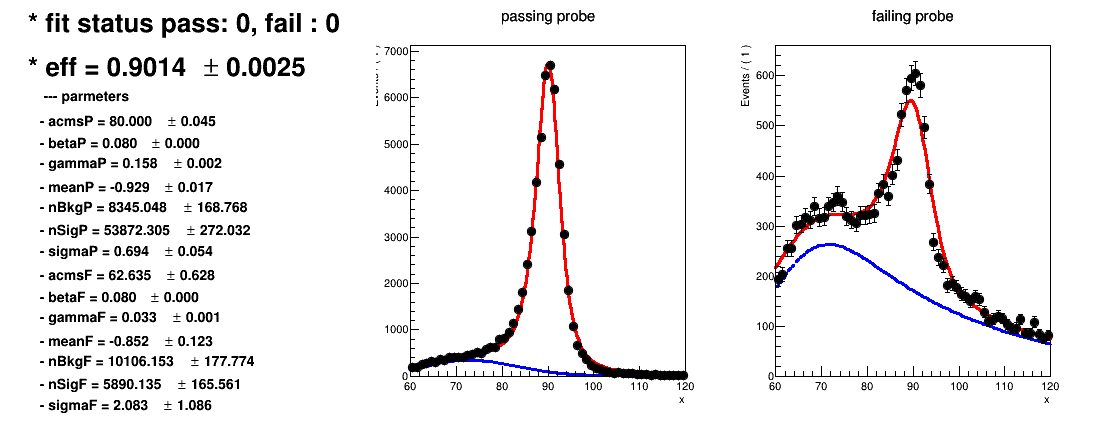 * fit status pass: 0, fail : 0
* eff = 0.9014 ± 0.0025
--- parmeters
- acmsP = 80.000 ± 0.045
- betaP = 0.080 ± 0.000
- gammaP = 0.158 ± 0.002
- meanP = -0.929 ± 0.017
- nBkgP = 8345.048 ± 168.768
- nSigP = 53872.305 ± 272.032
- sigmaP = 0.694 ± 0.054
- acmsF = 62.635 ± 0.628
- betaF = 0.080 ± 0.000
- gammaF = 0.033 ± 0.001
- meanF = -0.852 ± 0.123
- nBkgF = 10106.153 ± 177.774
- nSigF = 5890.135 ± 165.561
- sigmaF = 2.083 ± 1.086
passing probe
7000
6000
5000
4000
3000
2000
1000
0
60 70 80 90 100 110 120
x
failing probe
Events / ( 1 )
600
500
400
300
200
100
0
60 70 80 90 100 110 120
x